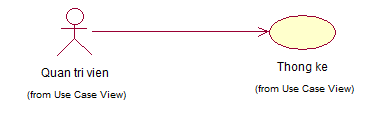 Quan tri vien
(from Use Case View)
Thong ke
(from Use Case View)